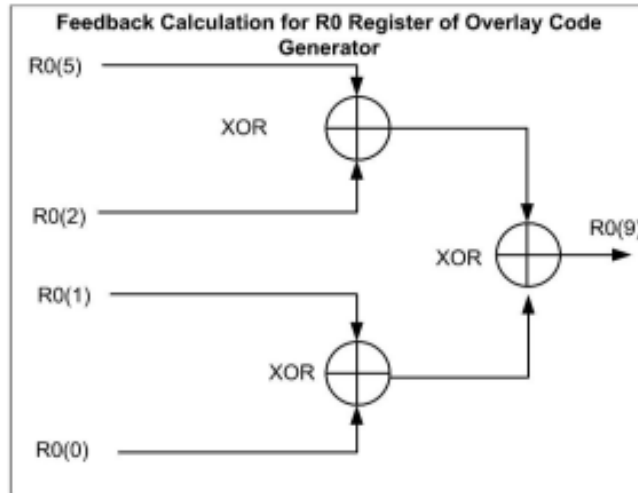 Feedback Calculation for R0 Register of Overlay Code
Generator
R0(5)
XOR
R0(2)
R0(9)
XOR
R0(1)
XOR
R0(0)